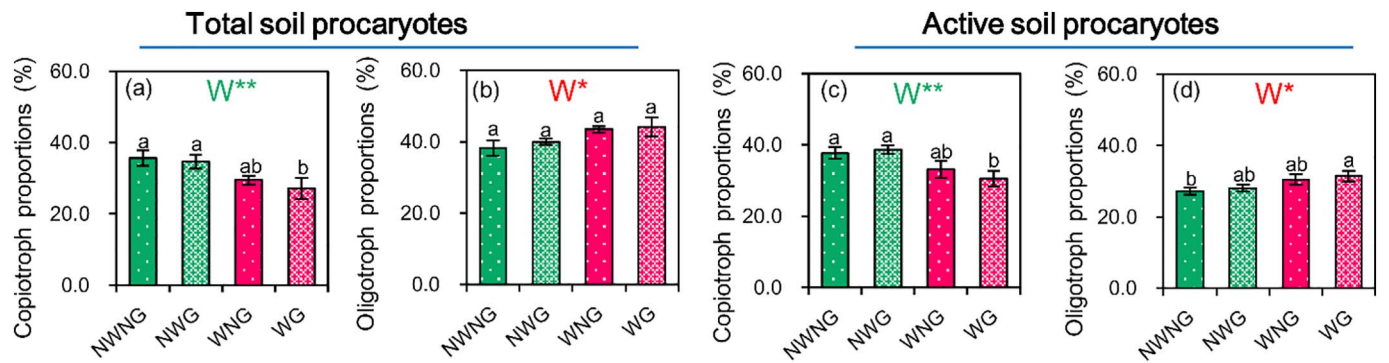 Total soil procaryotes
Active soil procaryotes
Copiotroph proportions (%)
60.0
40.0
20.0
0.0
(a)
W**
a
a
ab
b
NWNG
NWG
WNG
WG
Oligotroph proportions (%)
60.0
40.0
20.0
0.0
(b)
W*
a
a
a
a
NWNG
NWG
WNG
WG
Copiotroph proportions (%)
60.0
40.0
20.0
0.0
(c)
W**
a
a
ab
b
NWNG
NWG
WNG
WG
Oligotroph proportions (%)
60.0
40.0
20.0
0.0
(d)
W*
b
ab
ab
a
NWNG
NWG
WNG
WG